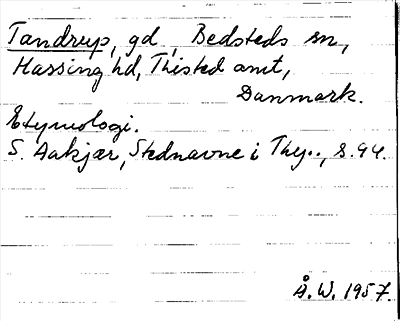 Tandrup, gd, Bedsteds sn,
Hassing hd, Thisted amt,
Danmark.
Etymologi.
S. Aakjær, Stednavne i Thy.., s. 94.
Å. W. 1957.